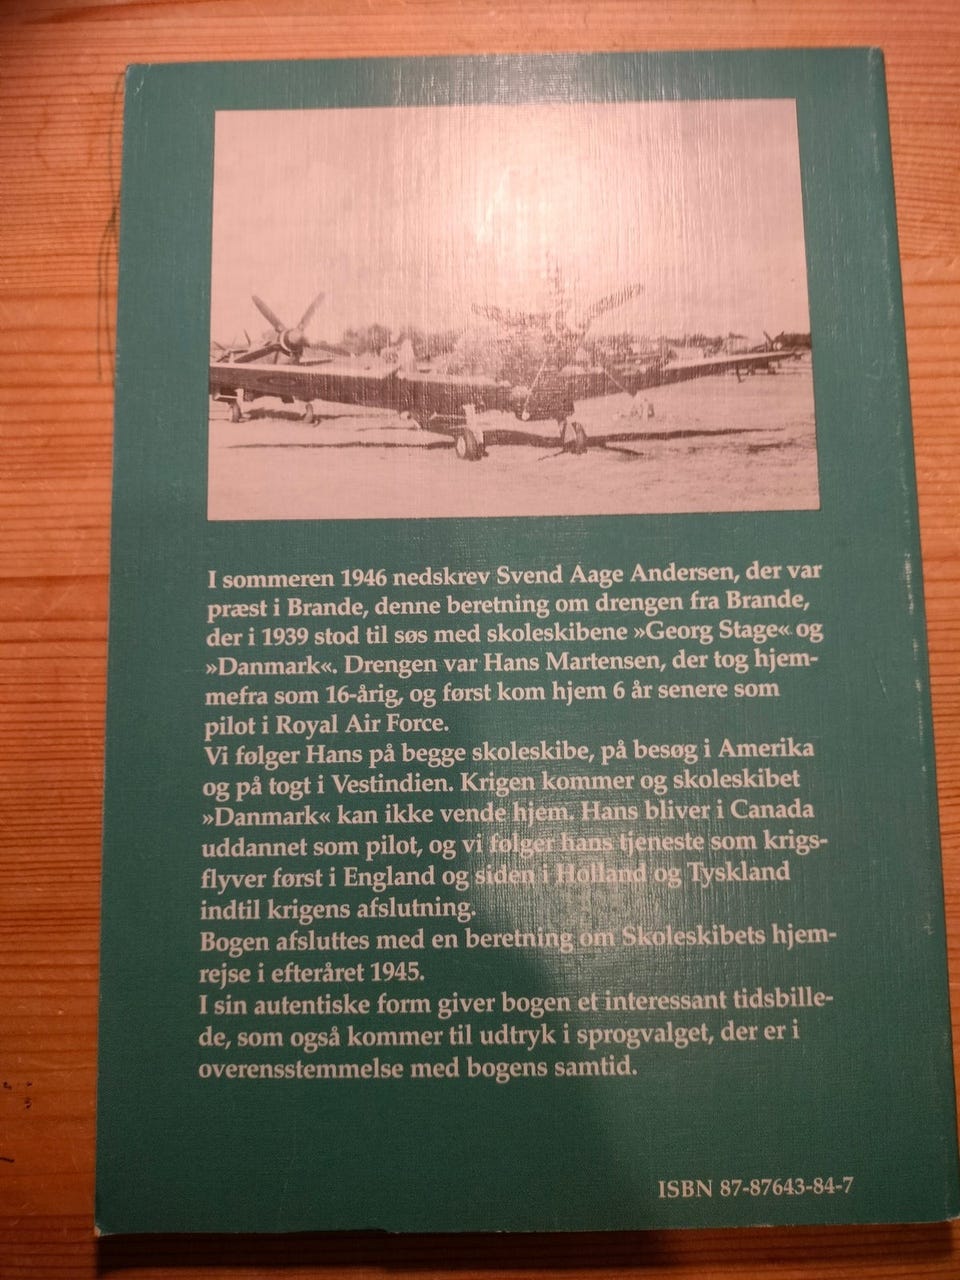 I sommeren 1946 nedskrev Svend Aage Andersen, der var
præst i Brande, denne beretning om drengen fra Brande,
der i 1939 stod til søs med skoleskibene »Georg Stage« og
»Danmark«. Drengen var Hans Martensen, der tog hjem-
mefra som 16-årig, og først kom hjem 6 år senere som
pilot i Royal Air Force.
Vi følger Hans på begge skoleskibe, på besøg i Amerika
og på togt i Vestindien. Krigen kommer og skoleskibet
»Danmark« kan ikke vende hjem. Hans bliver i Canada
uddannet som pilot, og vi følger hans tjeneste som krigs-
flyver først i England og siden i Holland og Tyskland
indtil krigens afslutning.
Bogen afsluttes med en beretning om Skoleskibets hjem-
rejse i efteråret 1945.
I sin autentiske form giver bogen et interessant tidsbille-
de, som også kommer til udtryk i sprogvalget, der er i
overensstemmelse med bogens samtid.
ISBN 87-87643-84-7